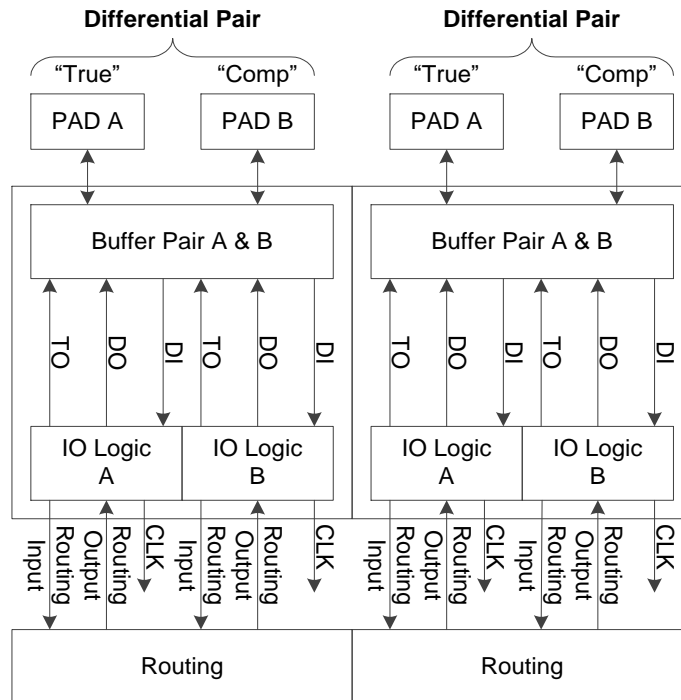 Differential Pair Differential Pair
“True” “Comp” “True” “Comp”
PAD A PAD B PAD A PAD B
Buffer Pair A & B Buffer Pair A & B
TO DO DI TO DO DI TO DO DI TO DO DI
IO Logic A IO Logic B IO Logic A IO Logic B
Routing Input
Routing Output
CLK
Routing Input
Routing Output
CLK
Routing Input
Routing Output
CLK
Routing Input
Routing Output
CLK
Routing Routing